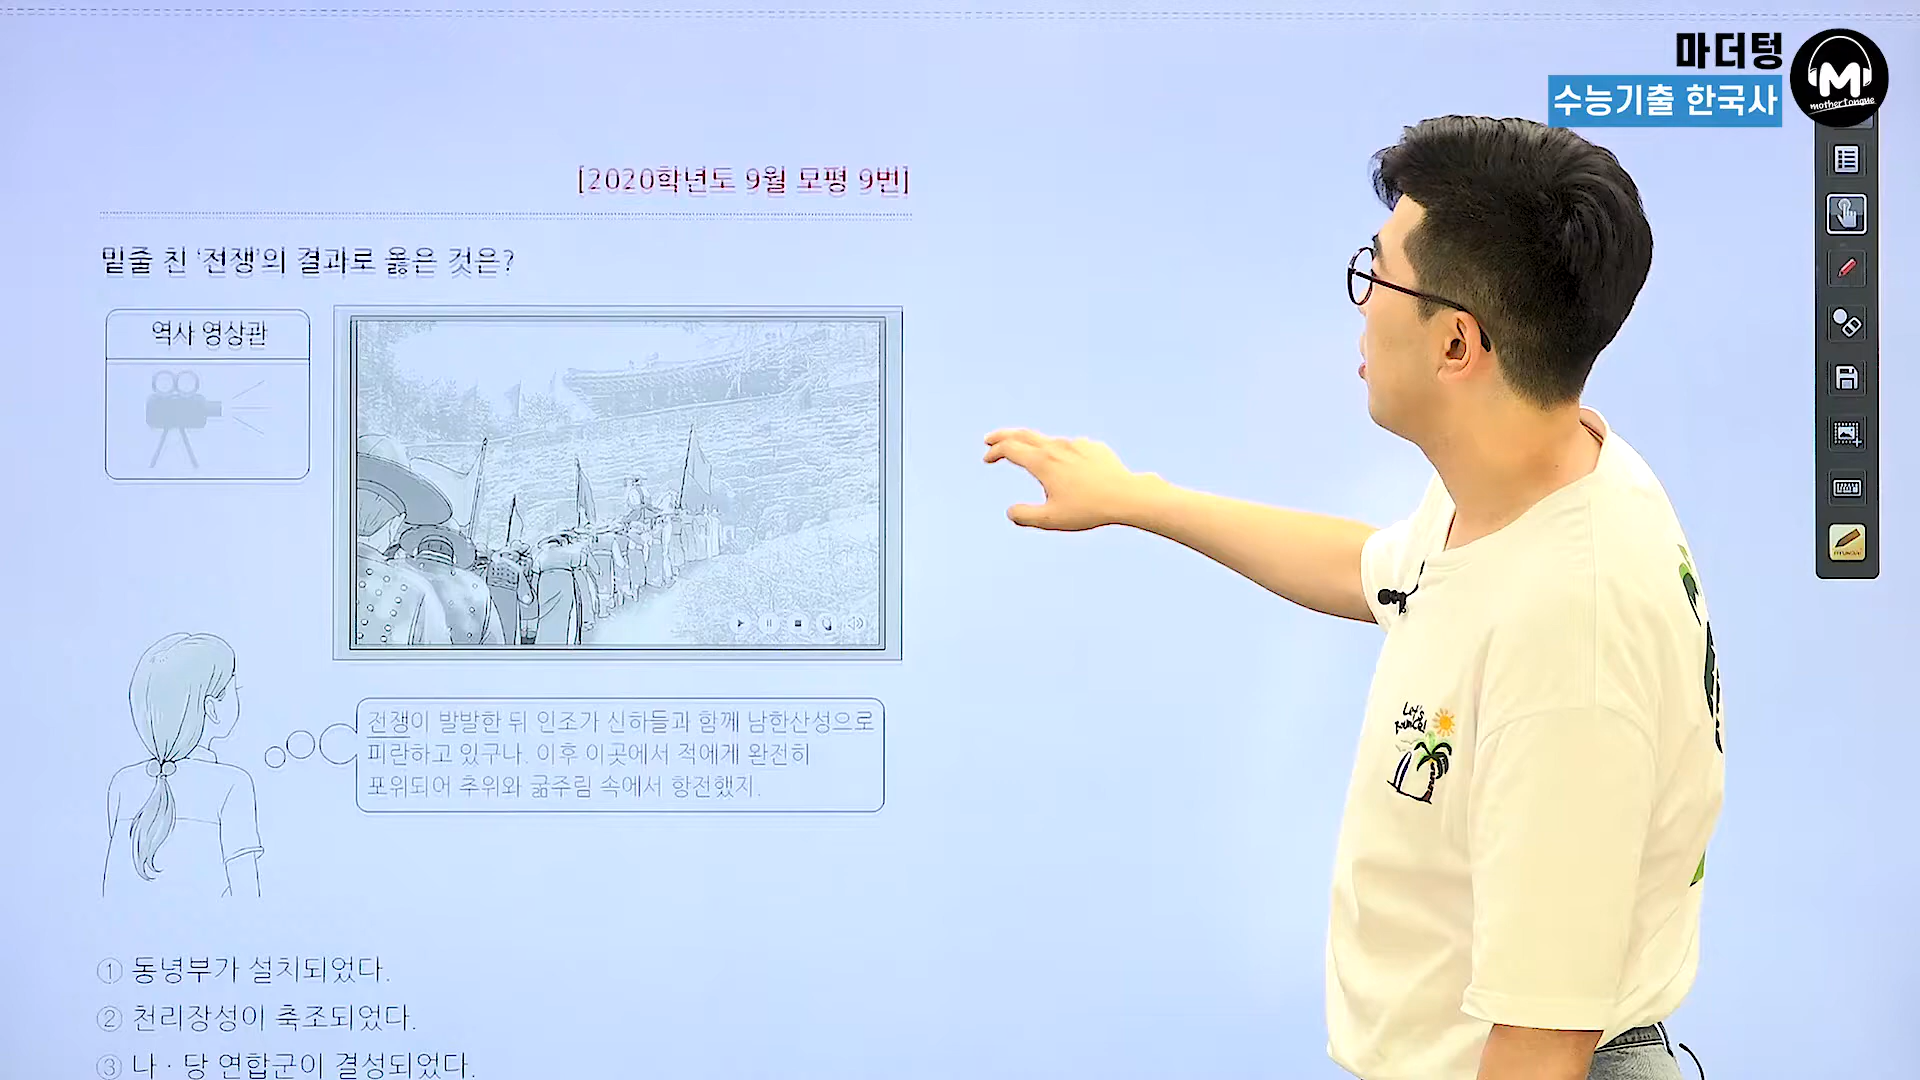 마더텅
수능기출 한국사
M
mothertongue
[2020학년도 9월 모평 9번]
밑줄 친 ‘전쟁’의 결과로 옳은 것은?
역사 영상관
전쟁이 발발한 뒤 인조가 신하들과 함께 남한산성으로
피란하고 있구나. 이후 이곳에서 적에게 완전히
포위되어 추위와 굶주림 속에서 항전했지.
Let's
① 동녕부가 설치되었다.
② 천리장성이 축조되었다.
③ 나·당 연합군이 결성되었다.